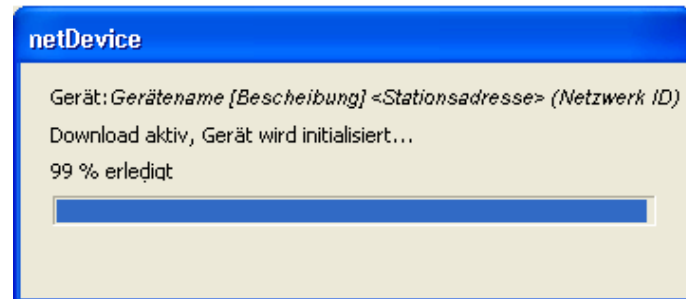 netDevice
Gerät: Gerätename [Bescheibung] <Stationsadresse> (Netzwerk ID)
Download aktiv, Gerät wird initialisiert...
99 % erledigt